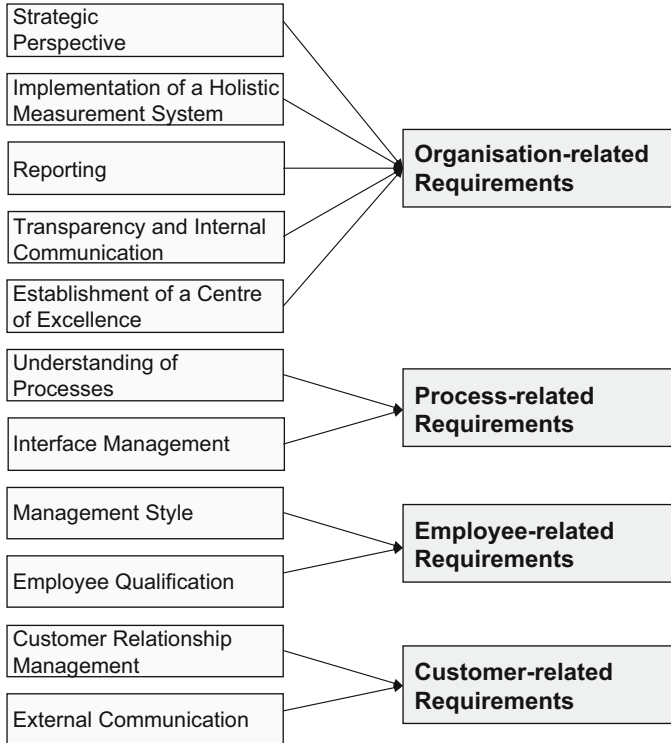 Strategic
Perspective
Implementation of a Holistic
Measurement System
Reporting
Transparency and Internal
Communication
Establishment of a Centre
of Excellence
Organisation-related
Requirements
Understanding of
Processes
Interface Management
Process-related
Requirements
Management Style
Employee Qualification
Employee-related
Requirements
Customer Relationship
Management
External Communication
Customer-related
Requirements